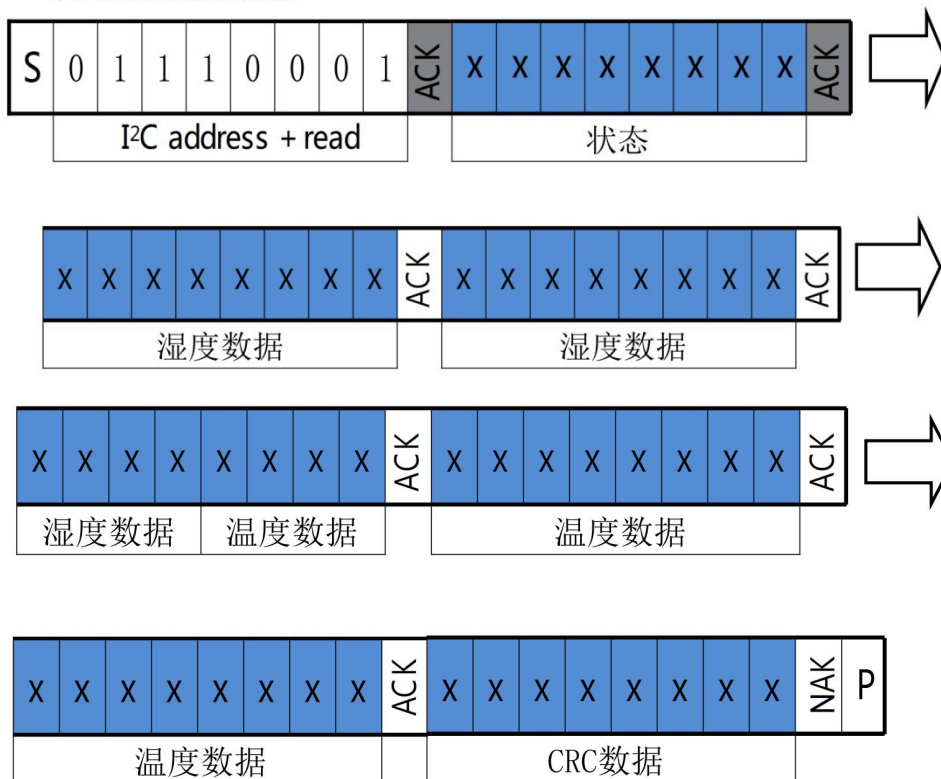 S 0 1 1 1 0 0 0 1 ACK X X X X X X X X ACK
I²C address + read 状态
X X X X X X X X ACK X X X X X X X X ACK
湿度数据 湿度数据
X X X X X X X X ACK X X X X X X X X ACK
湿度数据 温度数据 温度数据
X X X X X X X X ACK X X X X X X X X NAK P
温度数据 CRC数据